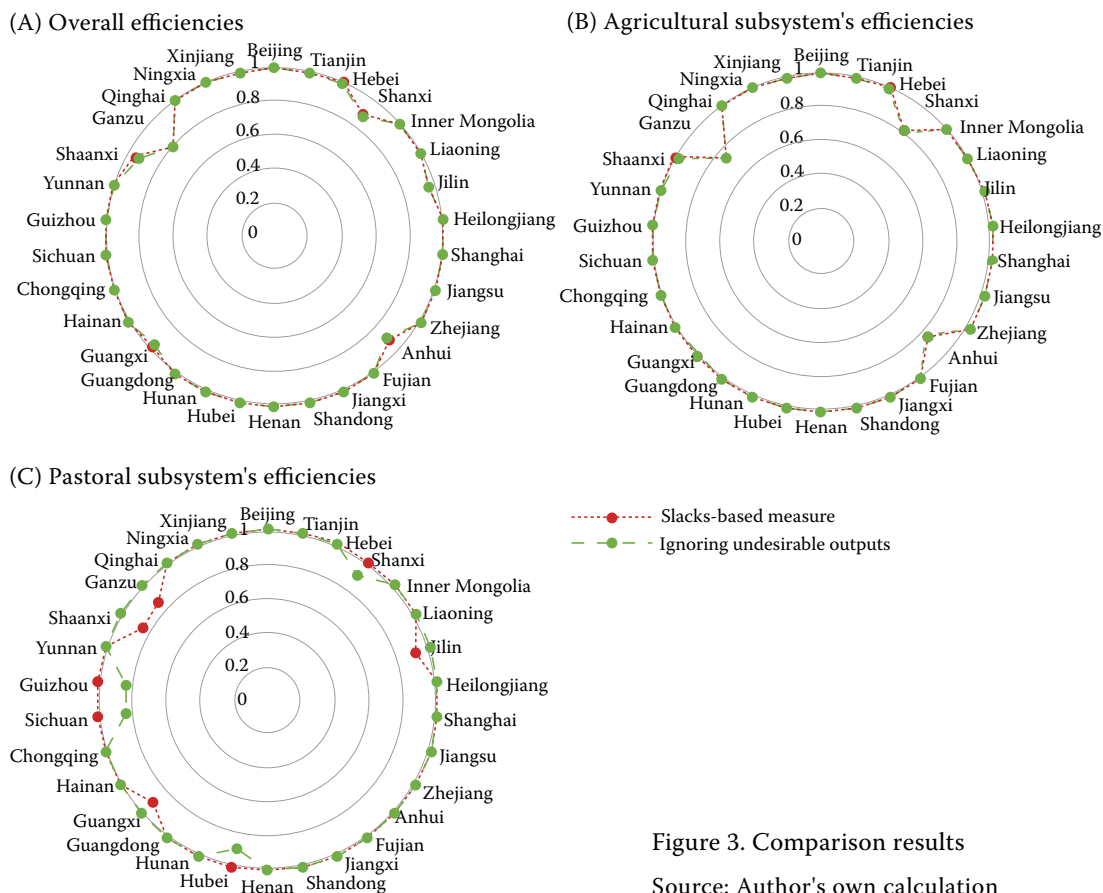 (A) Overall efficiencies
Beijing
Tianjin
Hebei
Shanxi
Inner Mongolia
Liaoning
Jilin
Heilongjiang
Shanghai
Jiangsu
Zhejiang
Anhui
Fujian
Jiangxi
Shandong
Henan
Hubei
Hunan
Guangdong
Guangxi
Hainan
Chongqing
Sichuan
Guizhou
Yunnan
Shaanxi
Ganzu
Qinghai
Ningxia
Xinjiang
1
0.8
0.6
0.4
0.2
0
(B) Agricultural subsystem's efficiencies
Beijing
Tianjin
Hebei
Shanxi
Inner Mongolia
Liaoning
Jilin
Heilongjiang
Shanghai
Jiangsu
Zhejiang
Anhui
Fujian
Jiangxi
Shandong
Henan
Hubei
Hunan
Guangdong
Guangxi
Hainan
Chongqing
Sichuan
Guizhou
Yunnan
Shaanxi
Ganzu
Qinghai
Ningxia
Xinjiang
1
0.8
0.6
0.4
0.2
0
(C) Pastoral subsystem's efficiencies
Beijing
Tianjin
Hebei
Shanxi
Inner Mongolia
Liaoning
Jilin
Heilongjiang
Shanghai
Jiangsu
Zhejiang
Anhui
Fujian
Jiangxi
Shandong
Henan
Hubei
Hunan
Guangdong
Guangxi
Hainan
Chongqing
Sichuan
Guizhou
Yunnan
Shaanxi
Ganzu
Qinghai
Ningxia
Xinjiang
1
0.8
0.6
0.4
0.2
0
Slacks-based measure
Ignoring undesirable outputs
Figure 3. Comparison results
Source: Author's own calculation